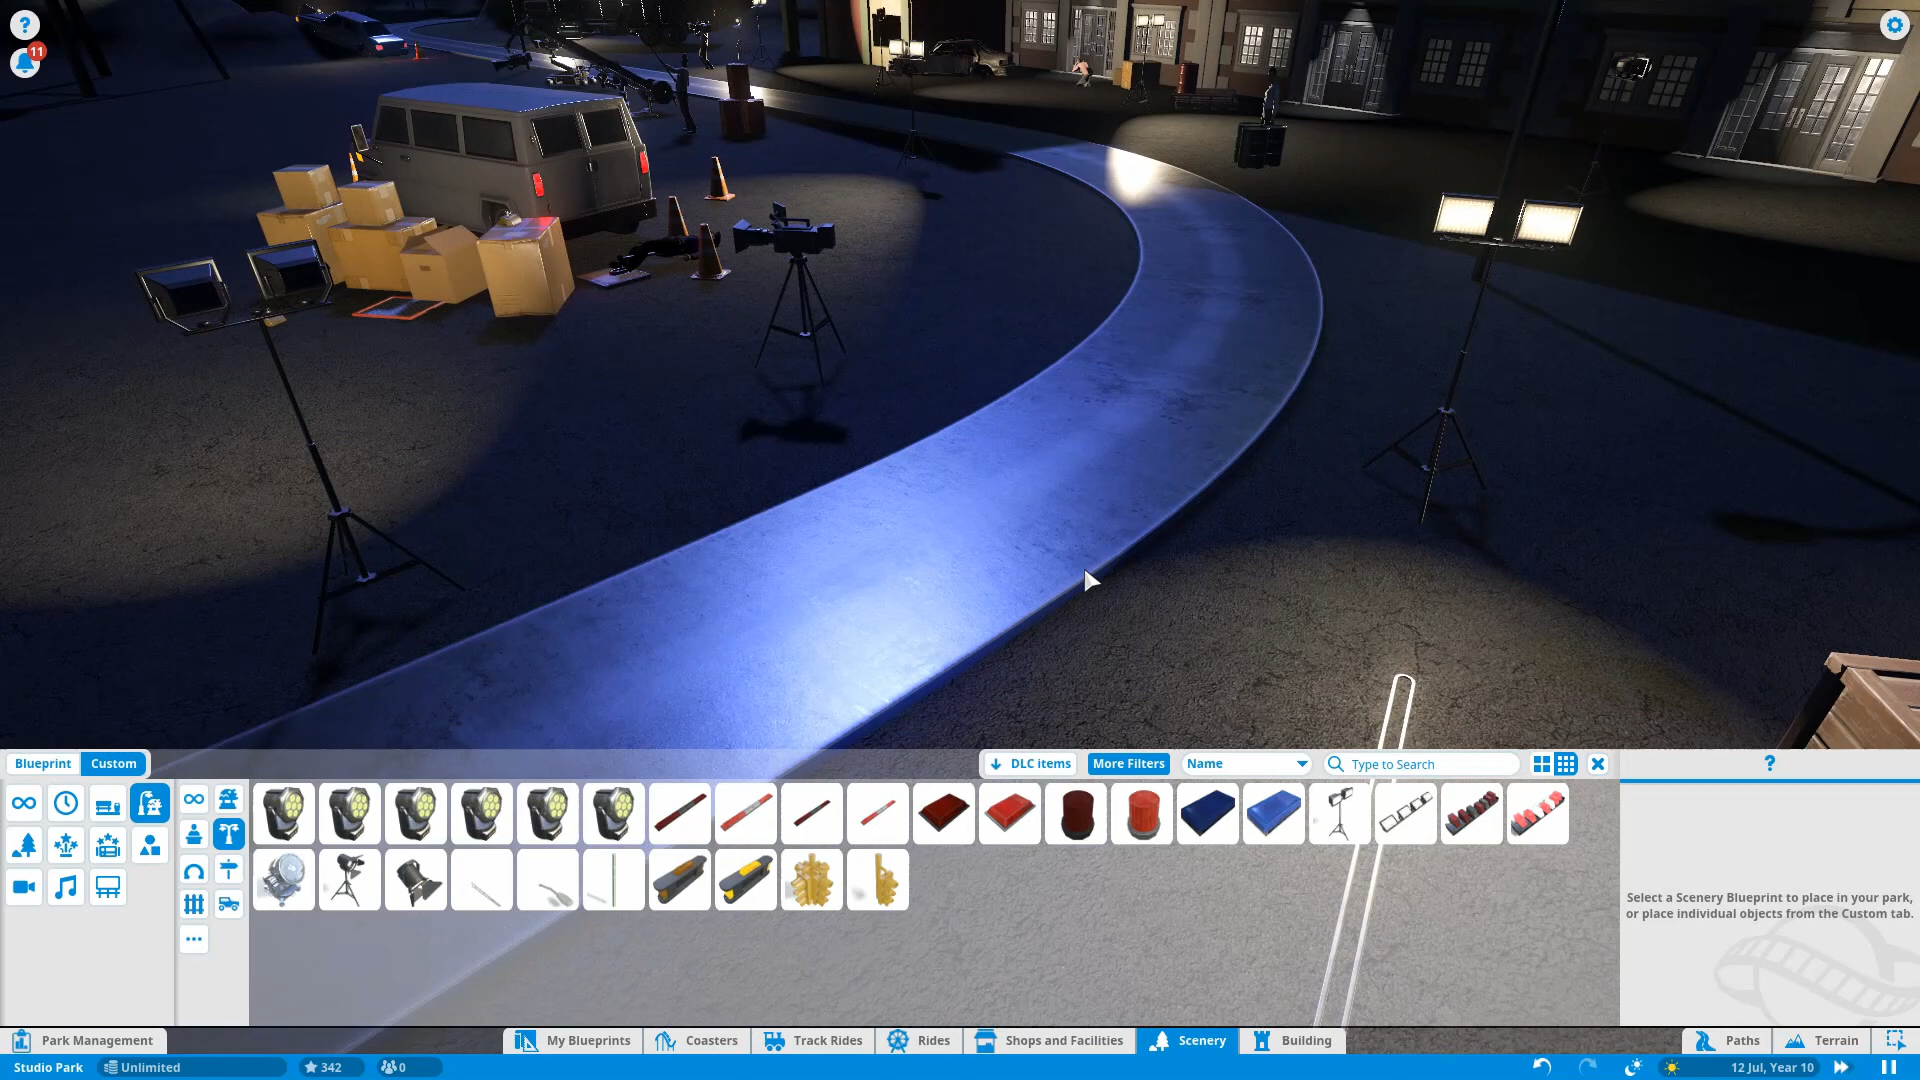 ?
11
Blueprint
Custom
DLC items
More Filters
Name
Type to Search
?
Select a Scenery Blueprint to place in your park,
or place individual objects from the Custom tab.
Park Management
My Blueprints
Coasters
Track Rides
Rides
Shops and Facilities
Scenery
Building
Paths
Terrain
Studio Park
Unlimited
342
0
12 Jul, Year 10